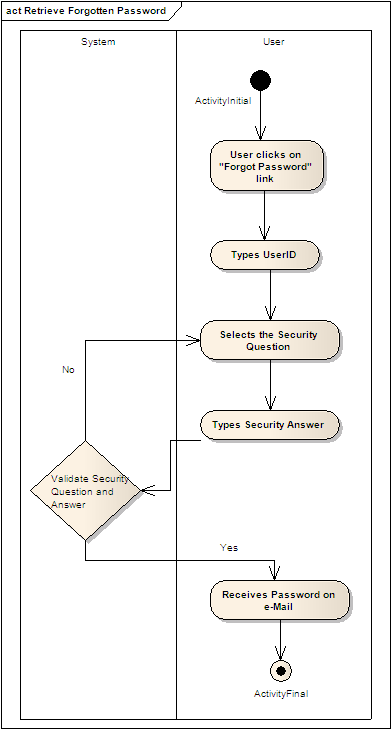 act Retrieve Forgotten Password
System
User
ActivityInitial
User clicks on
"Forgot Password"
link
Types UserID
Selects the Security
Question
No
Types Security Answer
Validate Security
Question and
Answer
Yes
Receives Password on
e-Mail
ActivityFinal